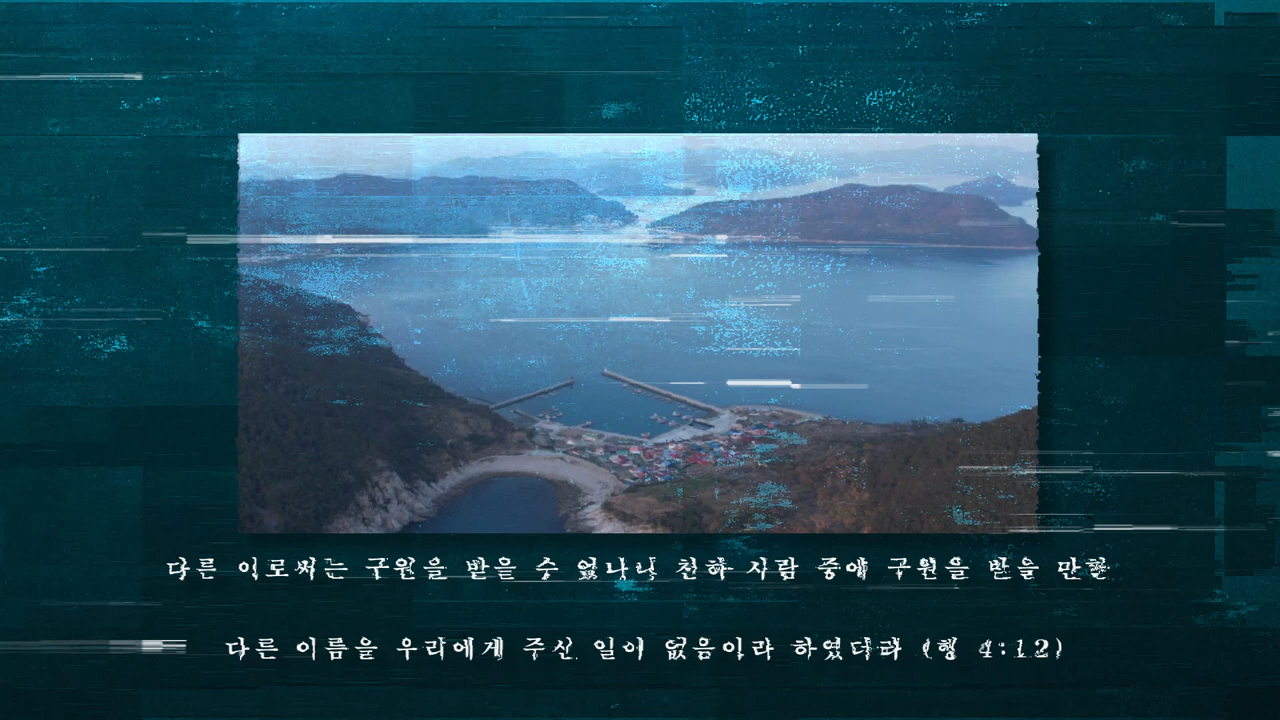 다른 이로써는 구원을 받을 수 없나니 천하 사람 중에 구원을 받을 만한
다른 이름을 우리에게 주신 일이 없음이라 하였더라 (행 4:12)